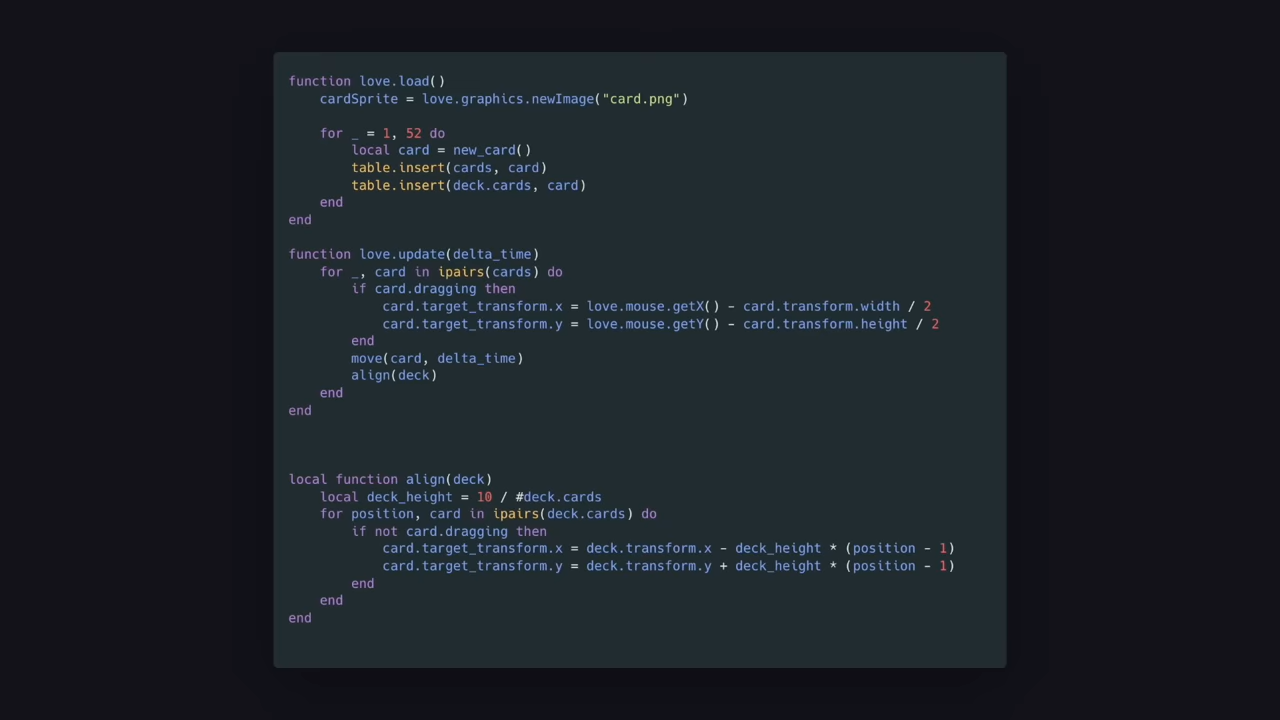 function love.load()
    cardSprite = love.graphics.newImage("card.png")

    for _ = 1, 52 do
        local card = new_card()
        table.insert(cards, card)
        table.insert(deck.cards, card)
    end
end

function love.update(delta_time)
    for _, card in ipairs(cards) do
        if card.dragging then
            card.target_transform.x = love.mouse.getX() - card.transform.width / 2
            card.target_transform.y = love.mouse.getY() - card.transform.height / 2
        end
        move(card, delta_time)
        align(deck)
    end
end

local function align(deck)
    local deck_height = 10 / #deck.cards
    for position, card in ipairs(deck.cards) do
        if not card.dragging then
            card.target_transform.x = deck.transform.x - deck_height * (position - 1)
            card.target_transform.y = deck.transform.y + deck_height * (position - 1)
        end
    end
end